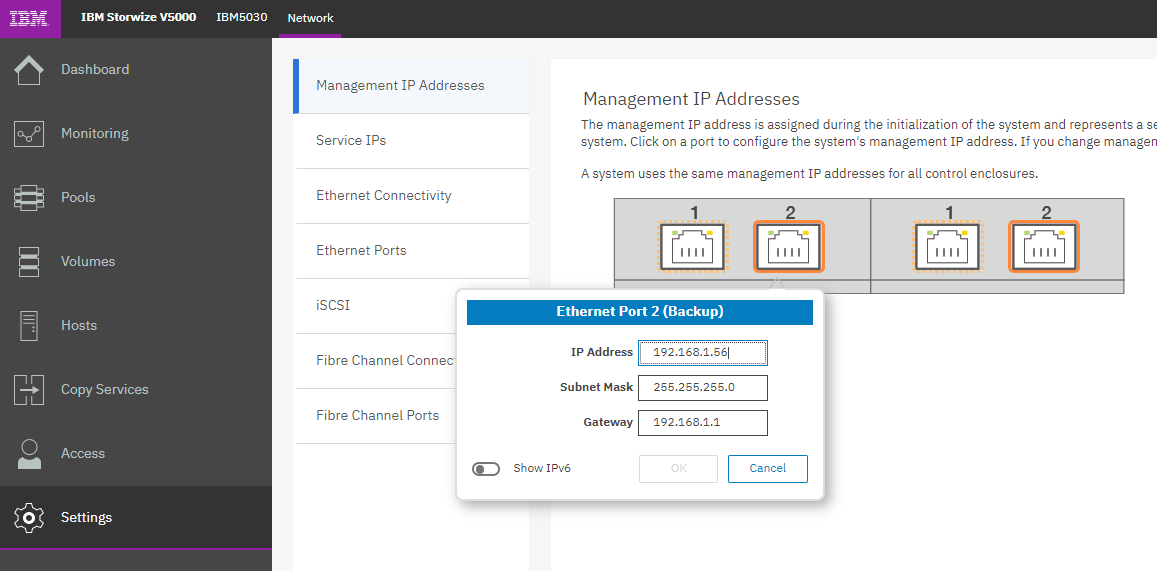 IBM
IBM Storwize V5000 IBM5030 Network
Dashboard
Monitoring
Pools
Volumes
Hosts
Copy Services
Access
Settings
Management IP Addresses
Service IPs
Ethernet Connectivity
Ethernet Ports
iSCSI
Fibre Channel Connec
Fibre Channel Ports
Management IP Addresses
The management IP address is assigned during the initialization of the system and represents a se
system. Click on a port to configure the system's management IP address. If you change managem
A system uses the same management IP addresses for all control enclosures.
1 2 1 2
Ethernet Port 2 (Backup)
IP Address 192.168.1.56
Subnet Mask 255.255.255.0
Gateway 192.168.1.1
Show IPv6 OK Cancel